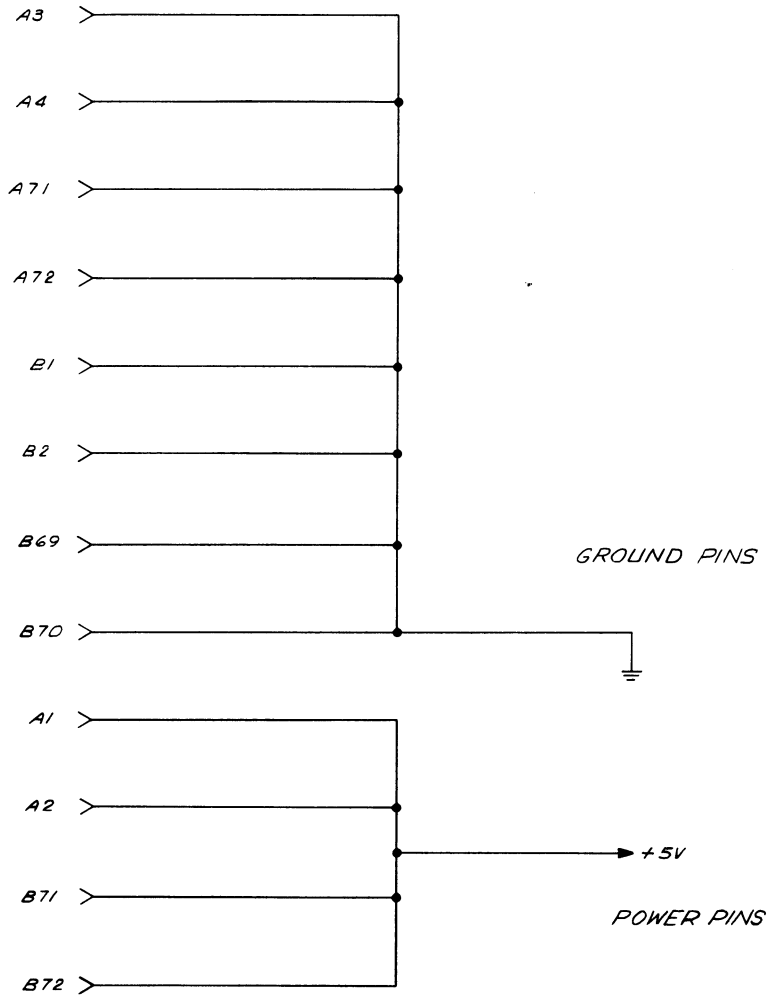 A3
A4
A71
A72
B1
B2
B69
GROUND PINS
B70
A1
A2
+5V
B71
POWER PINS
B72